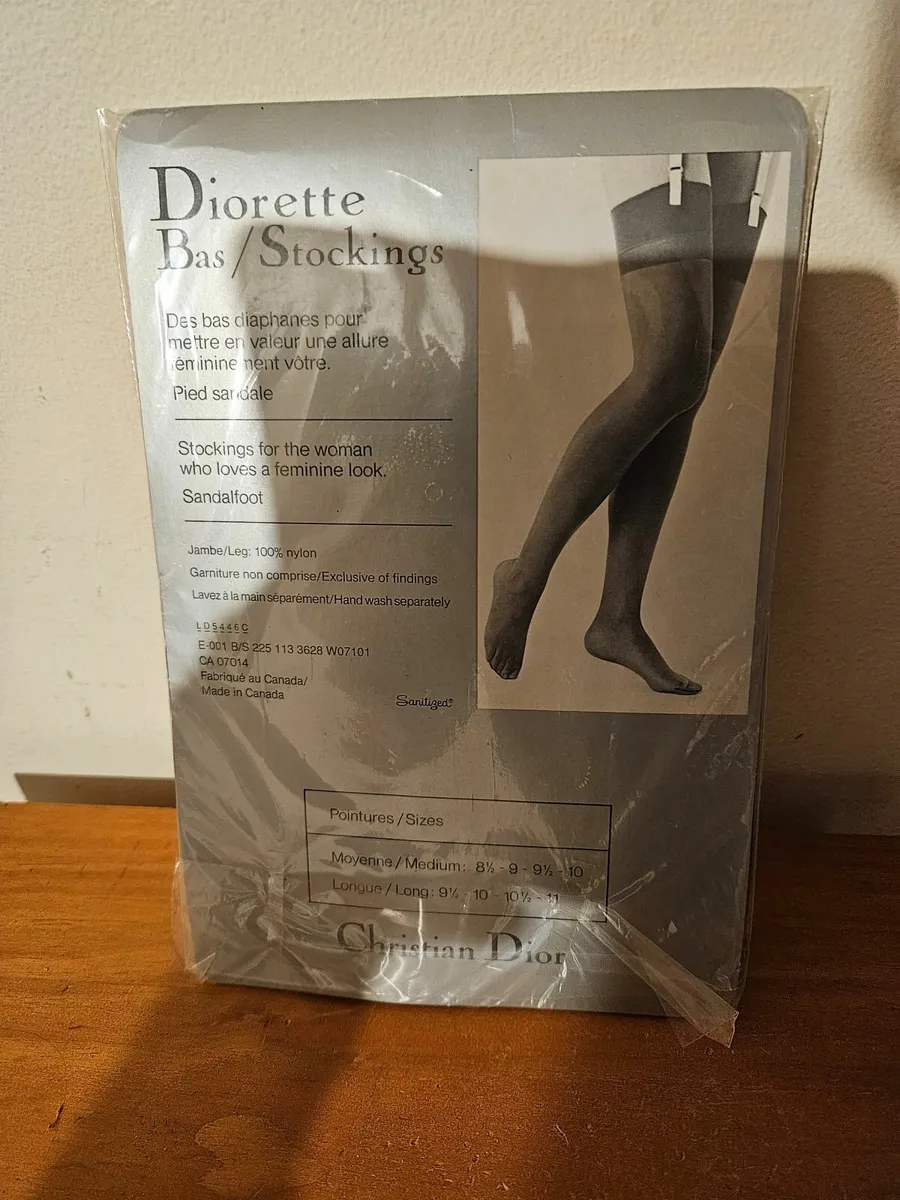 Diorette
Bas/Stockings
Des bas diaphanes pour
mettre en valeur une allure
fémininement vôtre.
Pied sandale
Stockings for the woman
who loves a feminine look.
Sandalfoot
Jambe/Leg: 100% nylon
Garniture non comprise/Exclusive of findings
Lavez à la main séparément/Hand wash separately
LD5446C
E-001 B/S 225 113 3628 W07101
CA 07014
Fabriqué au Canada/
Made in Canada
Sanitized®
Pointures/Sizes
Moyenne/Medium: 8½ - 9 - 9½ - 10
Longue/Long: 9½ - 10 - 10½ - 11
Christian Dior